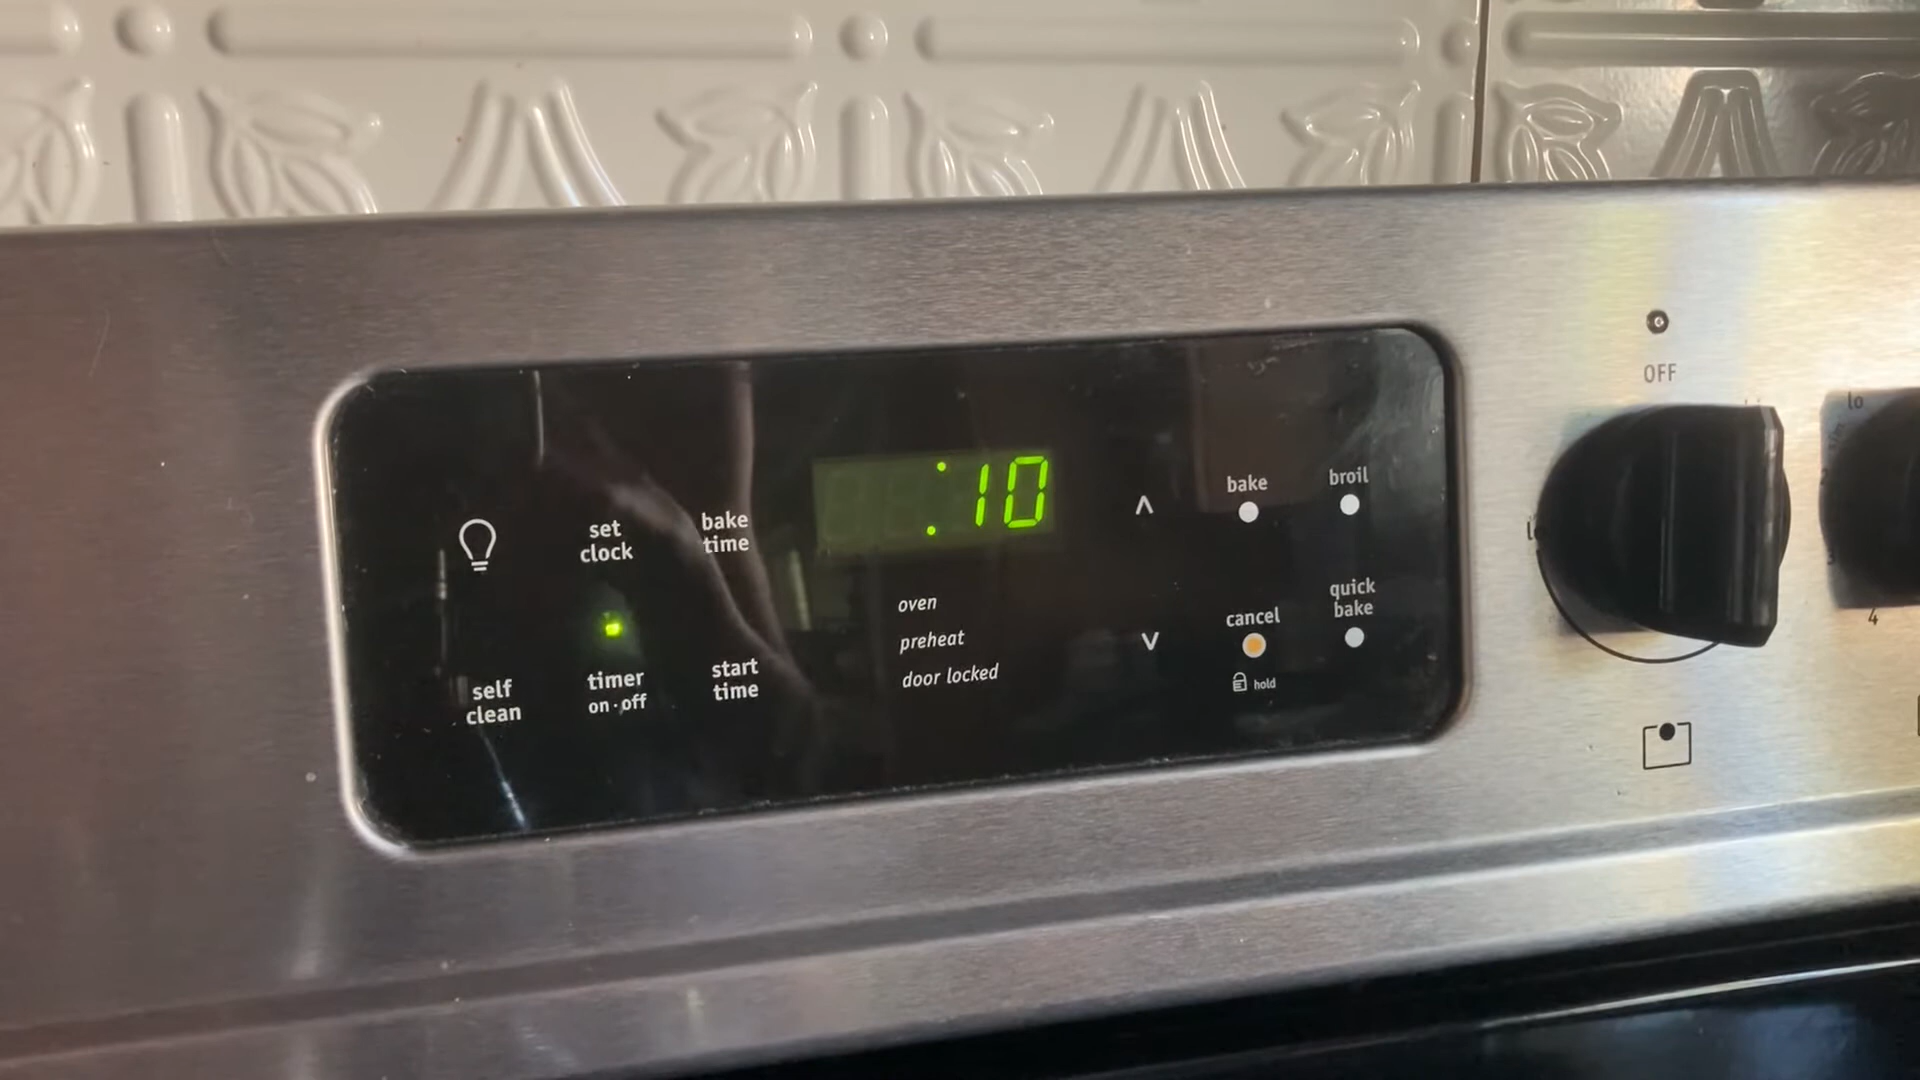 :10
set
clock
bake
time
bake
broil
oven
preheat
door locked
cancel
hold
quick
bake
self
clean
timer
on·off
start
time
OFF
lo
4